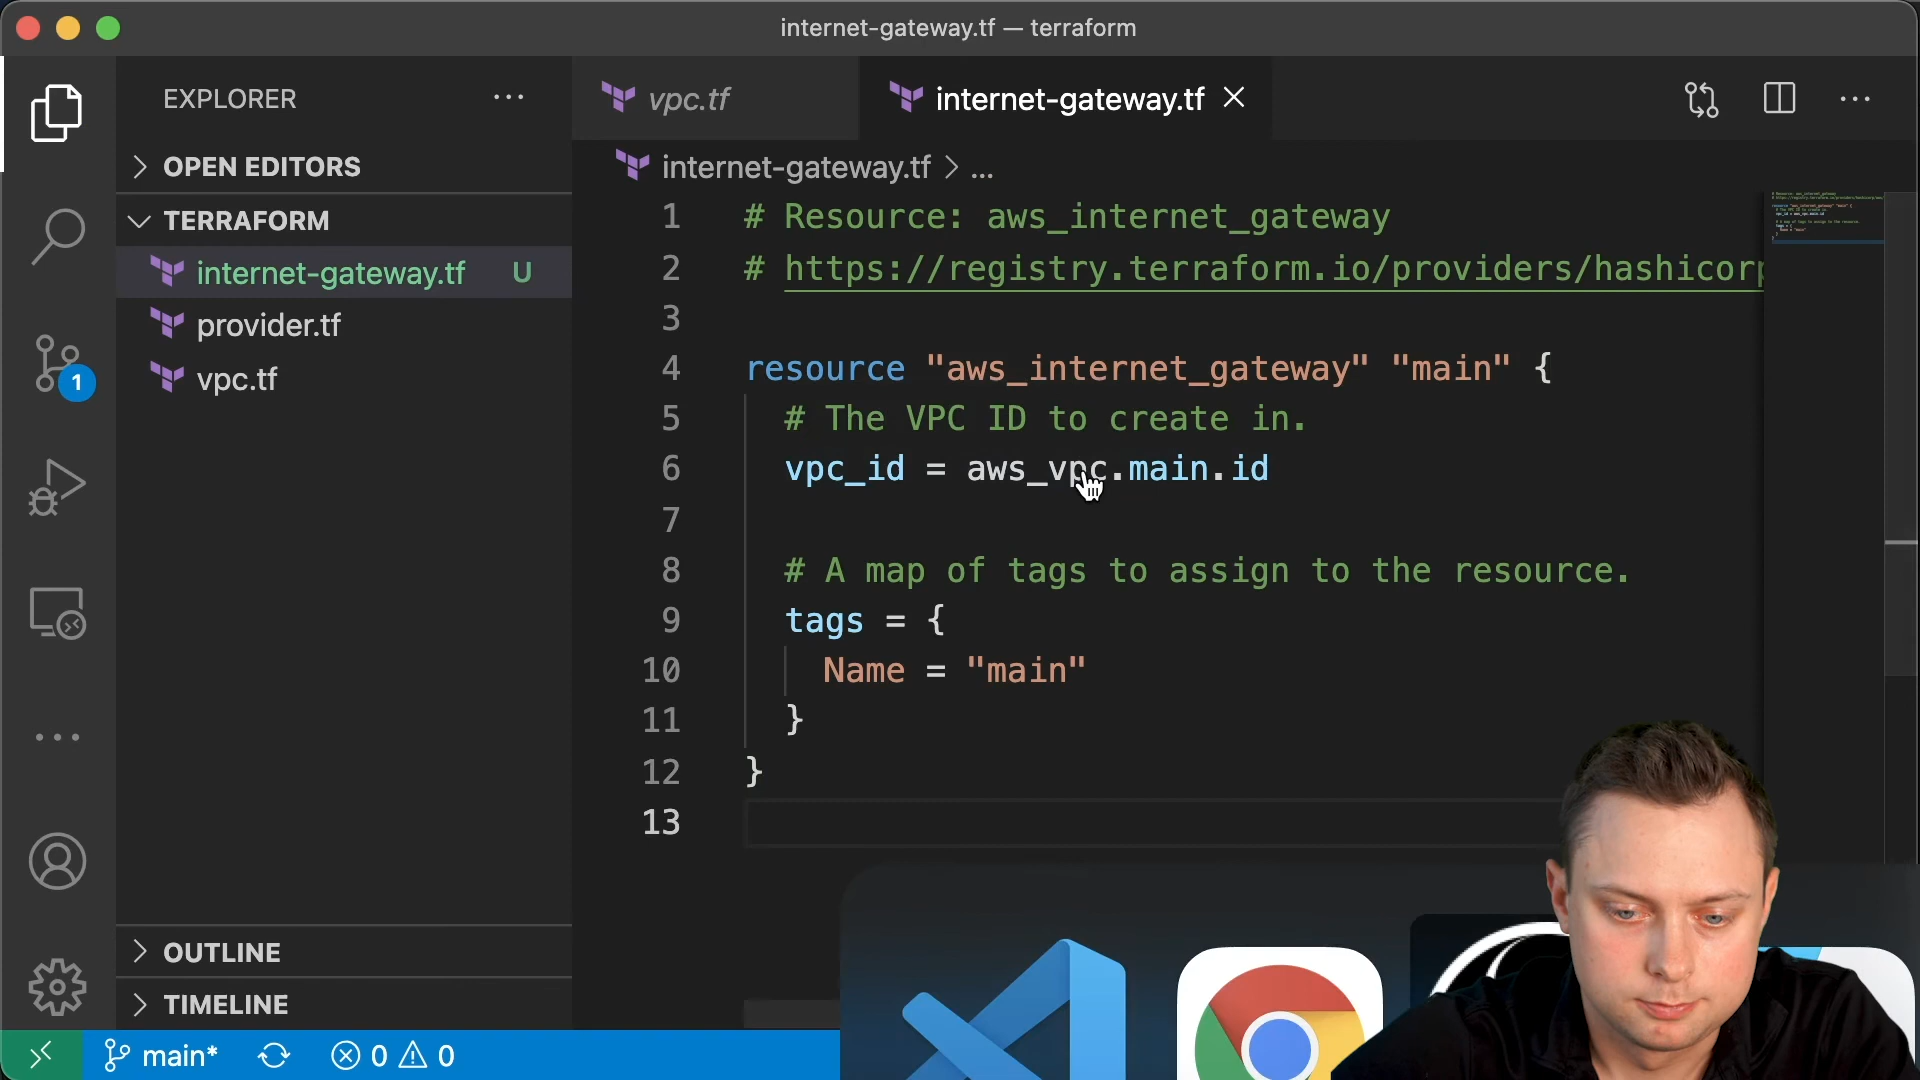 internet-gateway.tf — terraform
EXPLORER
OPEN EDITORS
TERRAFORM
internet-gateway.tf U
provider.tf
vpc.tf
OUTLINE
TIMELINE
vpc.tf
internet-gateway.tf
internet-gateway.tf > ...
1 # Resource: aws_internet_gateway
2 # https://registry.terraform.io/providers/hashicorp
3
4 resource "aws_internet_gateway" "main" {
5 # The VPC ID to create in.
6 vpc_id = aws_vpc.main.id
7
8 # A map of tags to assign to the resource.
9 tags = {
10 Name = "main"
11 }
12 }
13
1
main* 0 0